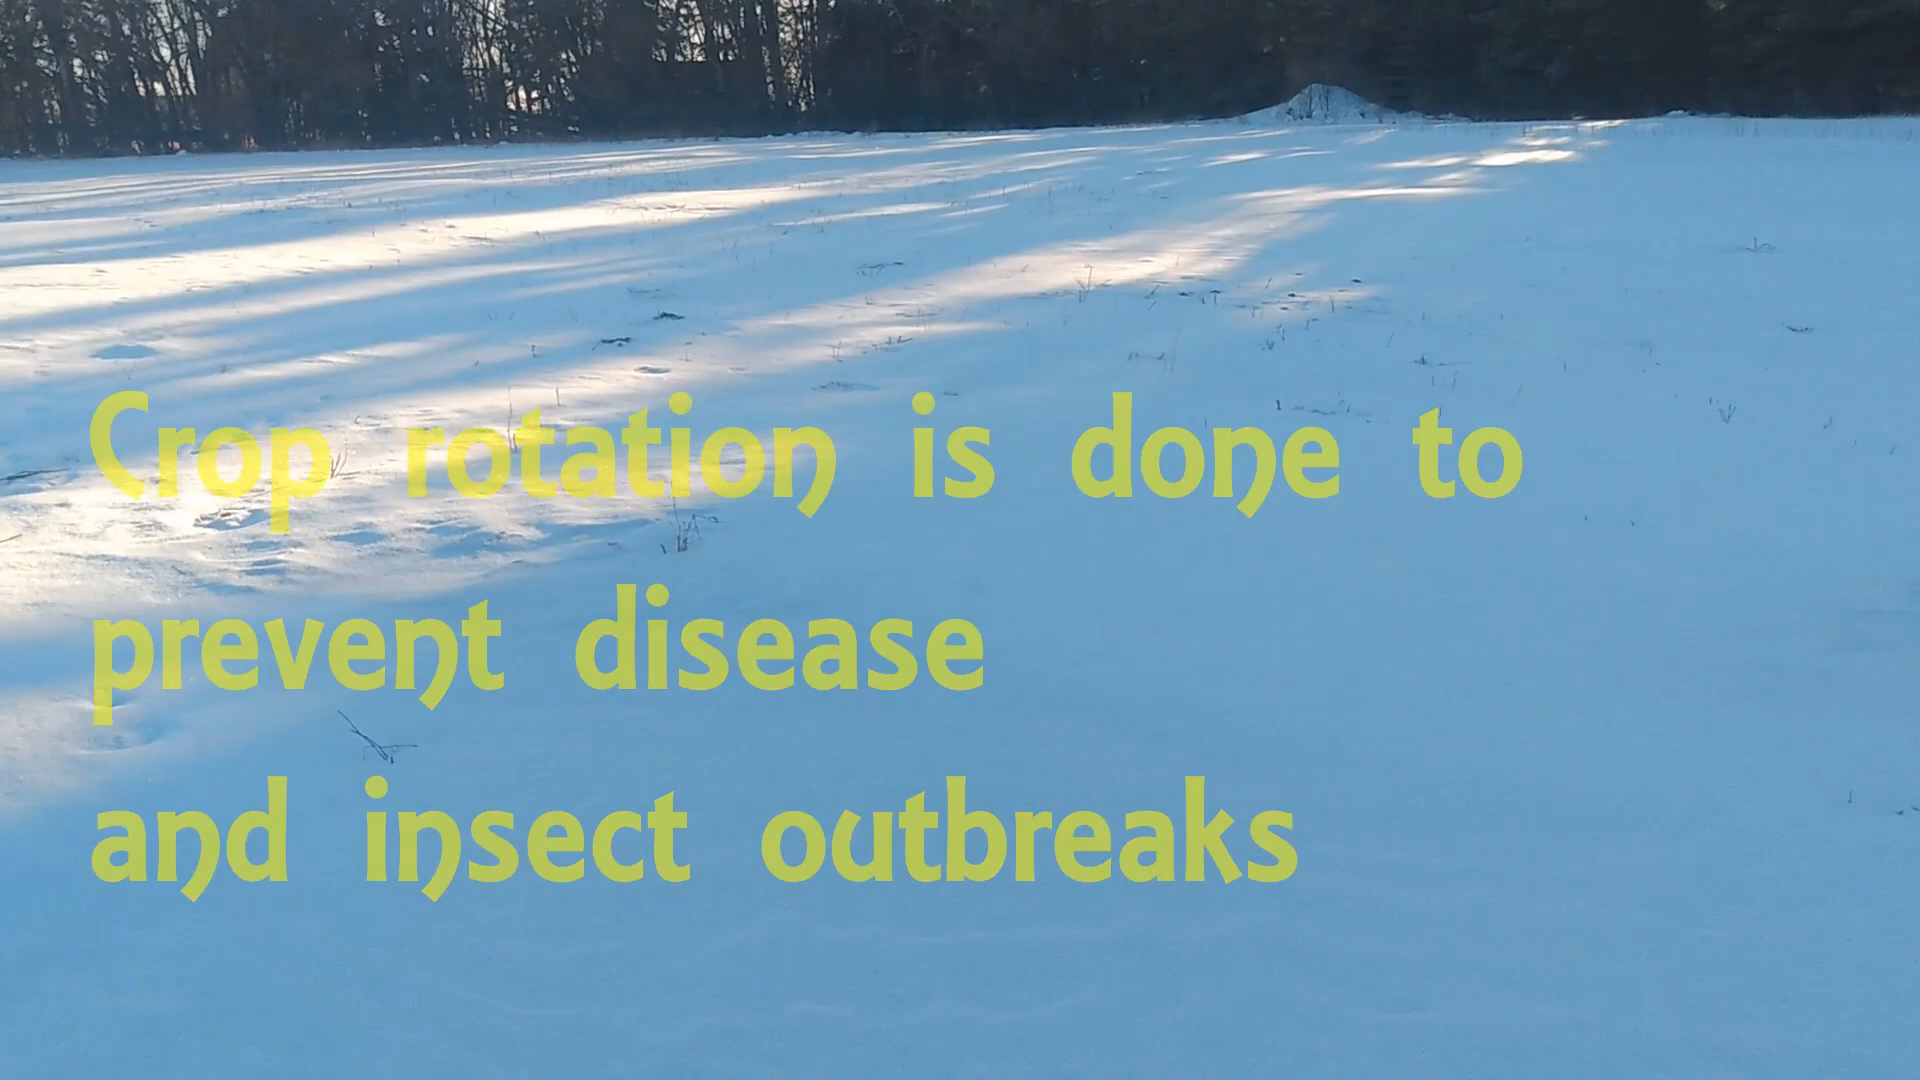 Crop rotation is done to
prevent disease
and insect outbreaks